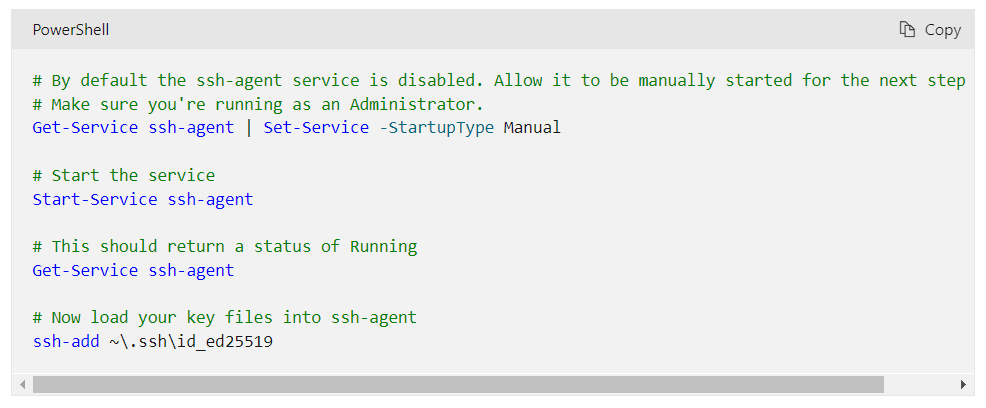 PowerShell
Copy
# By default the ssh-agent service is disabled. Allow it to be manually started for the next step
# Make sure you're running as an Administrator.
Get-Service ssh-agent | Set-Service -StartupType Manual
# Start the service
Start-Service ssh-agent
# This should return a status of Running
Get-Service ssh-agent
# Now load your key files into ssh-agent
ssh-add ~\.ssh\id_ed25519